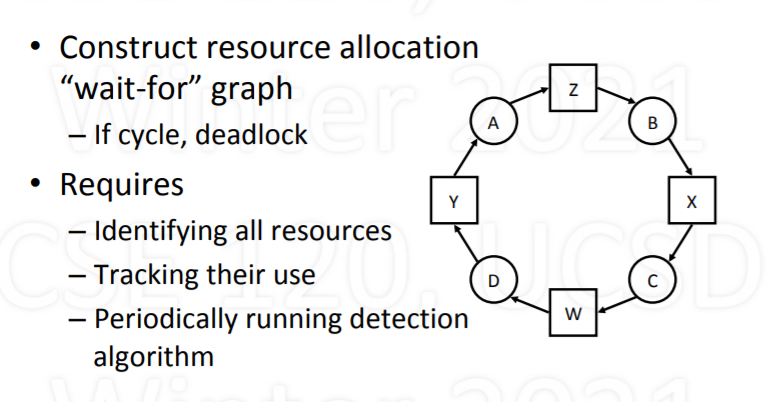 • Construct resource allocation
“wait-for” graph
– If cycle, deadlock
• Requires
– Identifying all resources
– Tracking their use
– Periodically running detection
algorithm
Z
A
B
Y
X
D
C
W
Winter 2021
CSE 120, UCSD
Winter 2021